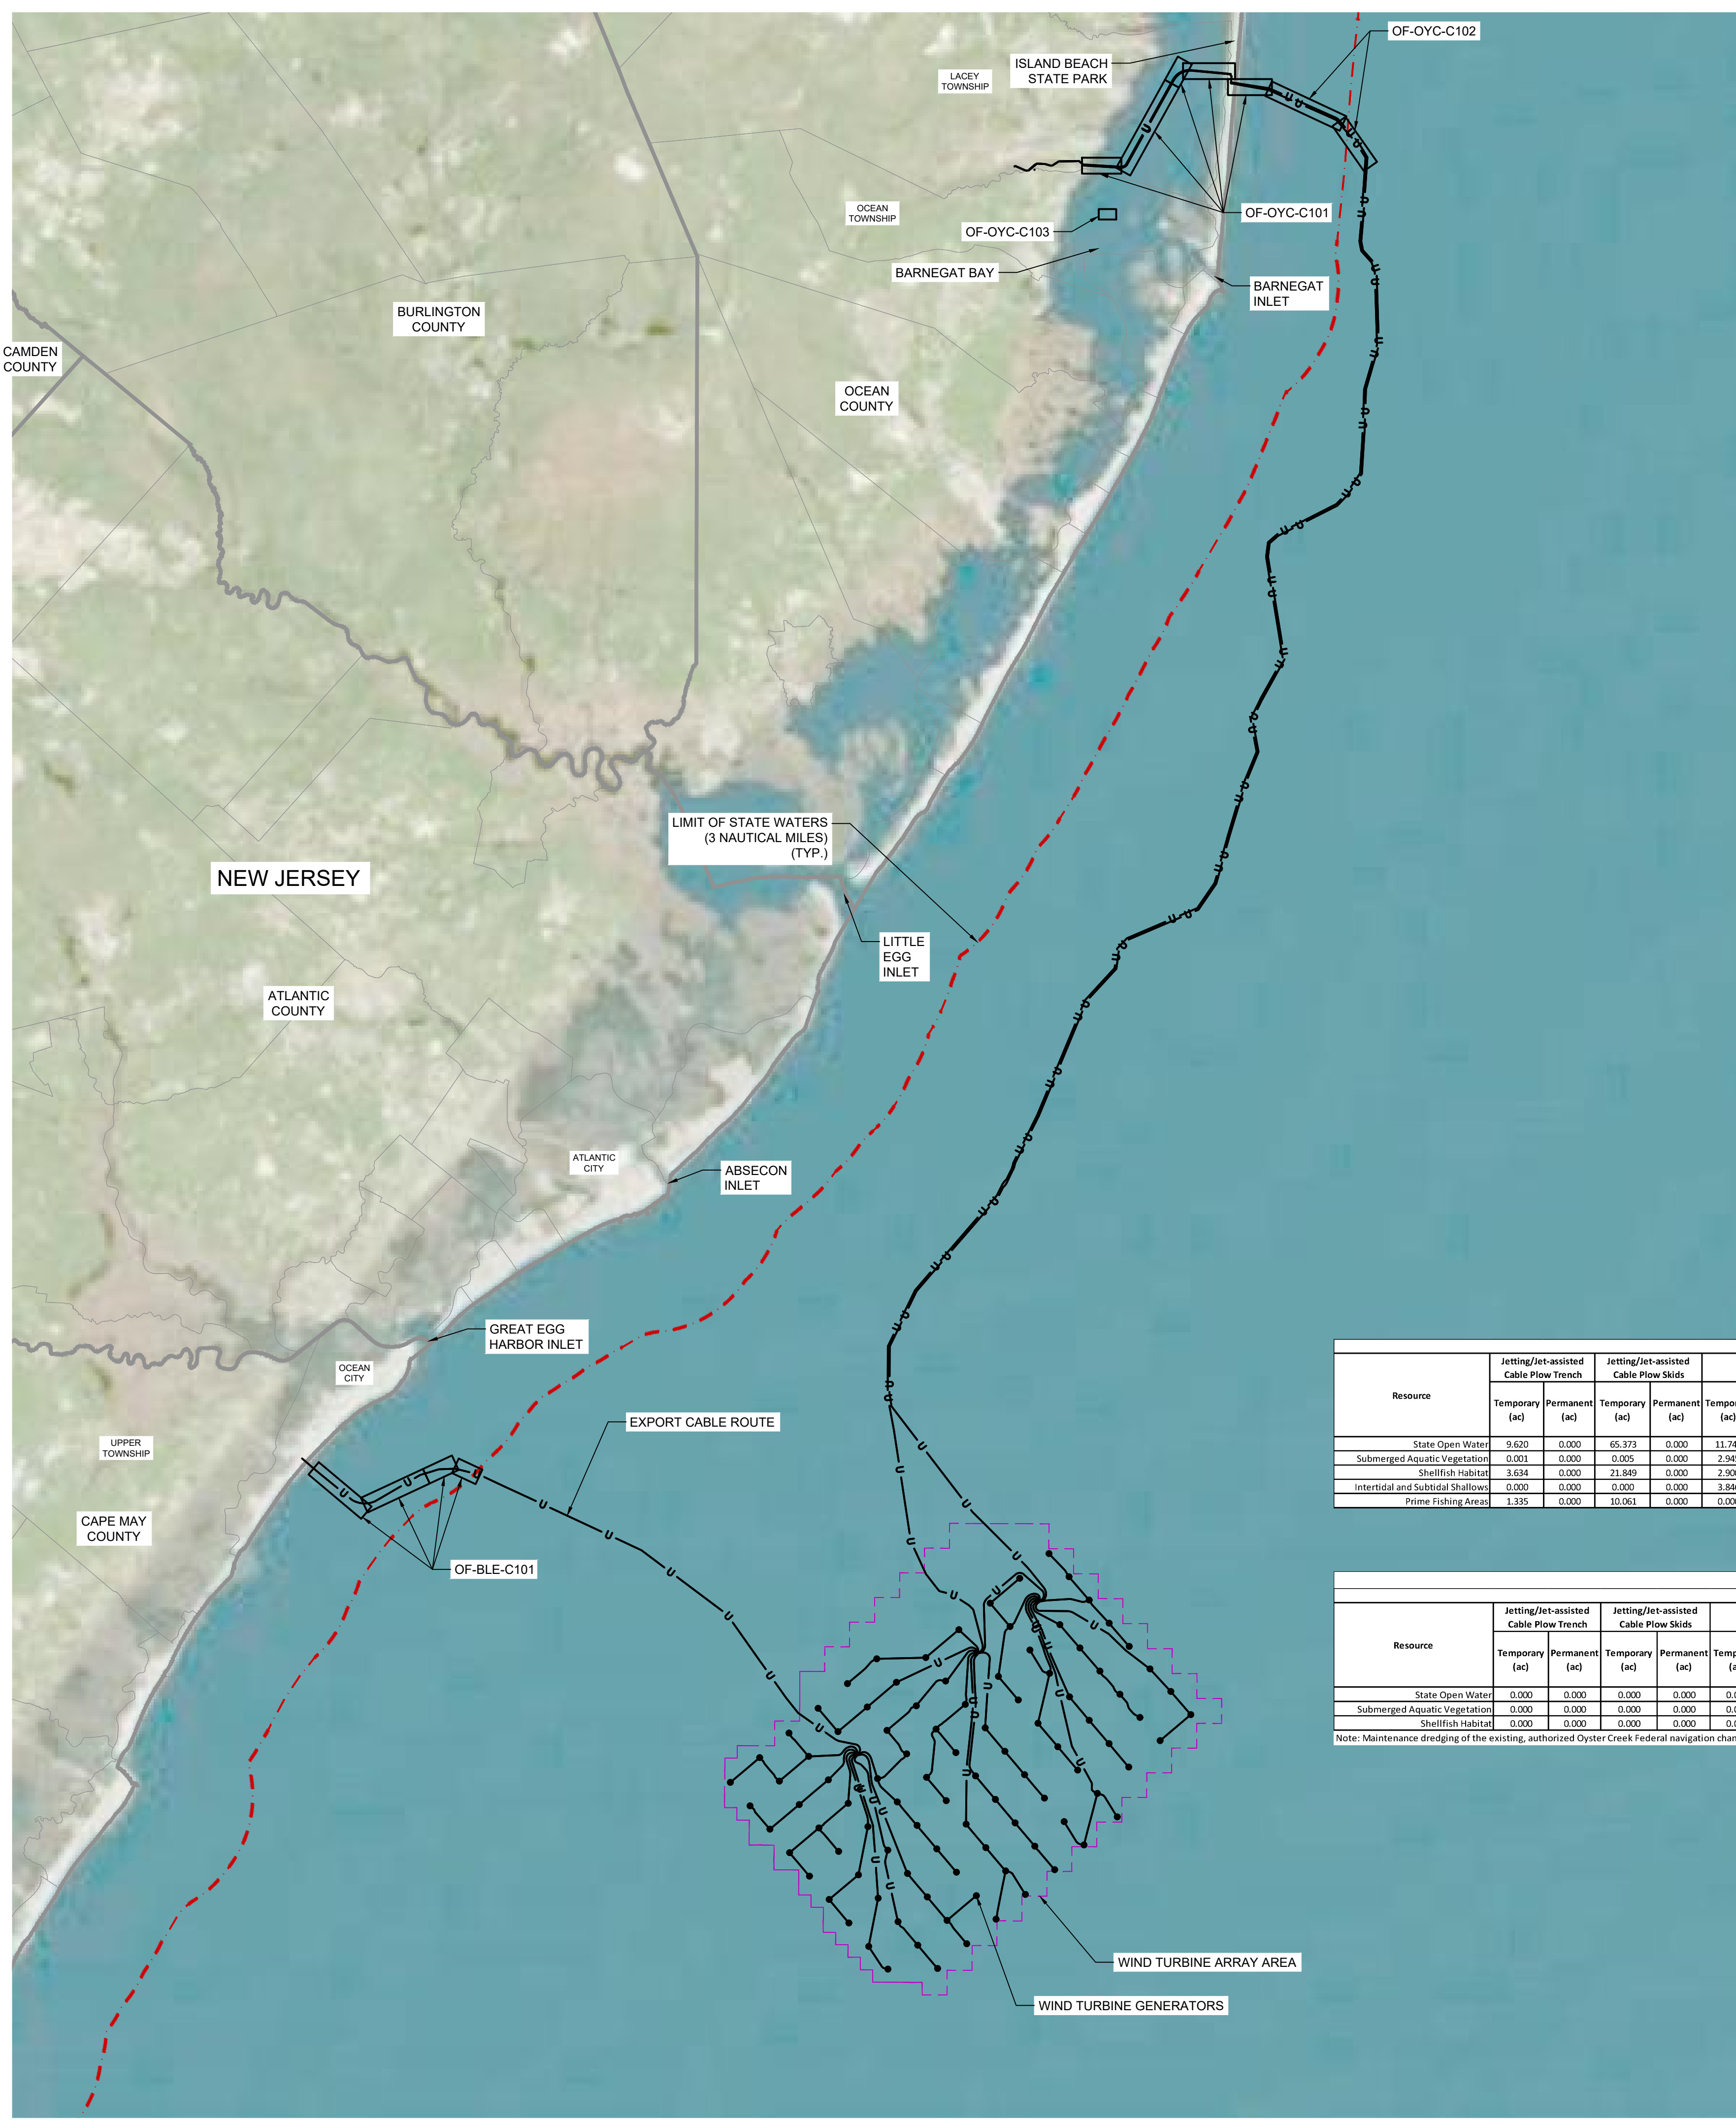 OF-OYC-C102
ISLAND BEACH
STATE PARK
LACEY
TOWNSHIP
OCEAN
TOWNSHIP
OF-OYC-C101
OF-OYC-C103
BARNEGAT BAY
BARNEGAT
INLET
BURLINGTON
COUNTY
CAMDEN
COUNTY
OCEAN
COUNTY
LIMIT OF STATE WATERS
(3 NAUTICAL MILES)
(TYP.)
NEW JERSEY
LITTLE
EGG
INLET
ATLANTIC
COUNTY
ATLANTIC
CITY
ABSECON
INLET
GREAT EGG
HARBOR INLET
OCEAN
CITY
EXPORT CABLE ROUTE
UPPER
TOWNSHIP
CAPE MAY
COUNTY
OF-BLE-C101
WIND TURBINE ARRAY AREA
WIND TURBINE GENERATORS
Jetting/Jet-assisted Jetting/Jet-assisted
Cable Plow Trench Cable Plow Skids
Resource
Temporary Permanent Temporary Permanent
(ac) (ac) (ac) (ac) (ac)
State Open Water 9.620 0.000 65.373 0.000 11.74
Submerged Aquatic Vegetation 0.001 0.000 0.005 0.000
Shellfish Habitat 3.634 0.000 21.849 0.000
Intertidal and Subtidal Shallows 0.000 0.000 0.000 0.000
Prime Fishing Areas 1.335 0.000 10.061 0.000
Jetting/Jet-assisted Jetting/Jet-assisted
Cable Plow Trench Cable Plow Skids
Resource
Temporary Permanent Temporary Permanent
(ac) (ac) (ac) (ac)
State Open Water 0.000 0.000 0.000 0.000
Submerged Aquatic Vegetation 0.000 0.000 0.000 0.000
Shellfish Habitat 0.000 0.000 0.000 0.000
Note: Maintenance dredging of the existing, authorized Oyster Creek Federal navigation